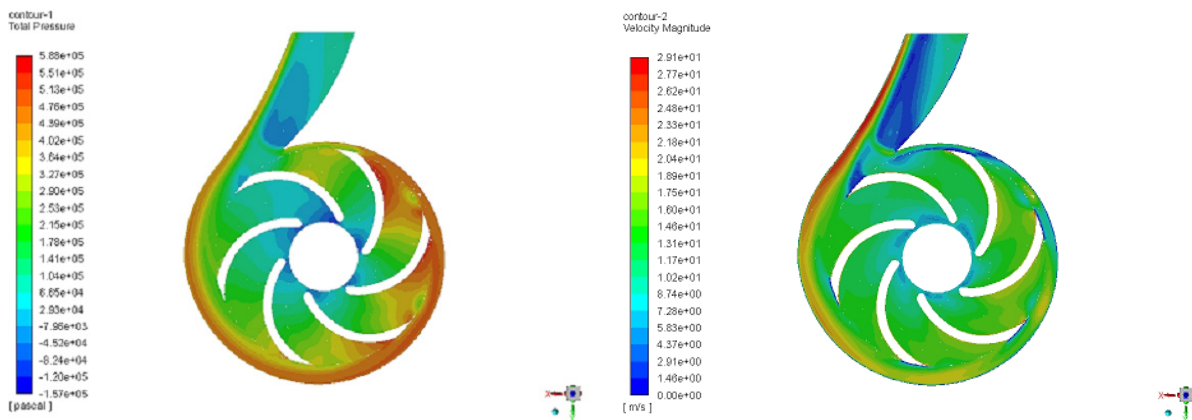 contour-1
Total Pressure
5.88e+05
5.51e+05
5.13e+05
4.76e+05
4.39e+05
4.02e+05
3.64e+05
3.27e+05
2.90e+05
2.53e+05
2.15e+05
1.78e+05
1.41e+05
1.04e+05
6.65e+04
2.93e+04
-7.96e+03
-4.52e+04
-8.24e+04
-1.20e+05
-1.57e+05
[ pascal ]
X
contour-2
Velocity Magnitude
2.91e+01
2.77e+01
2.62e+01
2.48e+01
2.33e+01
2.18e+01
2.04e+01
1.89e+01
1.75e+01
1.60e+01
1.46e+01
1.31e+01
1.17e+01
1.02e+01
8.74e+00
7.28e+00
5.83e+00
4.37e+00
2.91e+00
1.46e+00
0.00e+00
[ m/s ]
X